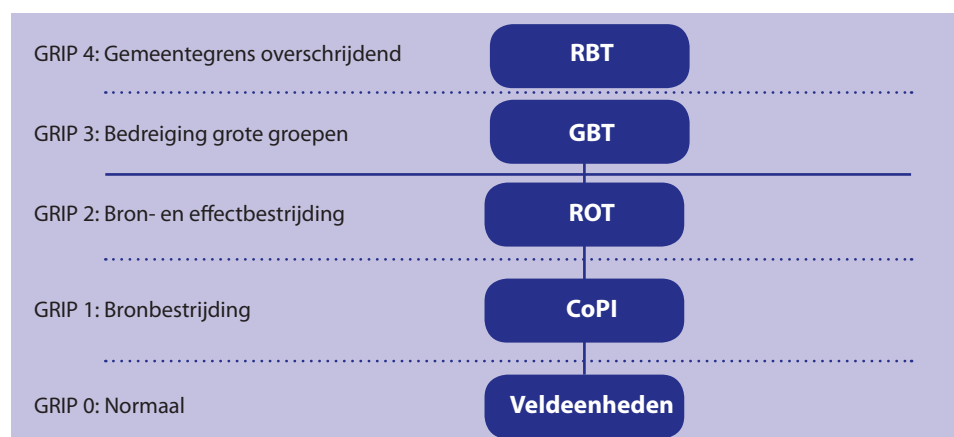 GRIP 4: Gemeentegrens overschrijdend RBT
GRIP 3: Bedreiging grote groepen GBT
GRIP 2: Bron- en effectbestrijding ROT
GRIP 1: Bronbestrijding CoPI
GRIP 0: Normaal Veldeenheden